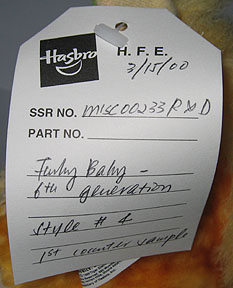 Hasbro
H. F. E.
3/15/00
SSR NO. MISC00233 R&D
PART NO.
Furby Baby -
6th generation
Style # 4
1st counter sample